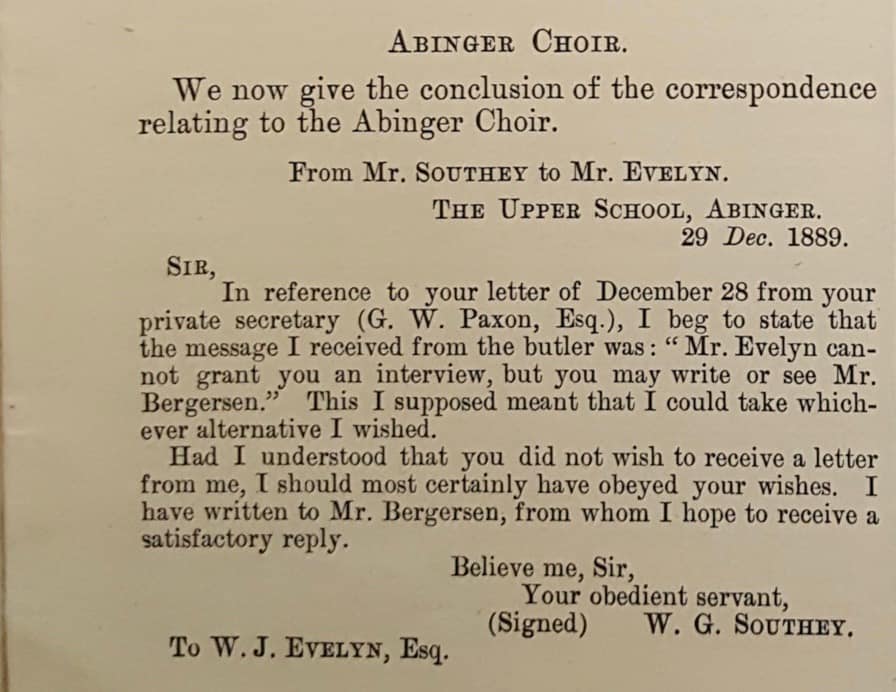 ABINGER CHOIR.
We now give the conclusion of the correspondence
relating to the Abinger Choir.
From Mr. SOUTHEY to Mr. EVELYN.
THE UPPER SCHOOL, ABINGER.
29 Dec. 1889.
SIR,
In reference to your letter of December 28 from your
private secretary (G. W. Paxon, Esq.), I beg to state that
the message I received from the butler was: “Mr. Evelyn can-
not grant you an interview, but you may write or see Mr.
Bergersen.” This I supposed meant that I could take which-
ever alternative I wished.
Had I understood that you did not wish to receive a letter
from me, I should most certainly have obeyed your wishes. I
have written to Mr. Bergersen, from whom I hope to receive a
satisfactory reply.
Believe me, Sir,
Your obedient servant,
(Signed) W. G. SOUTHEY.
To W. J. EVELYN, Esq.